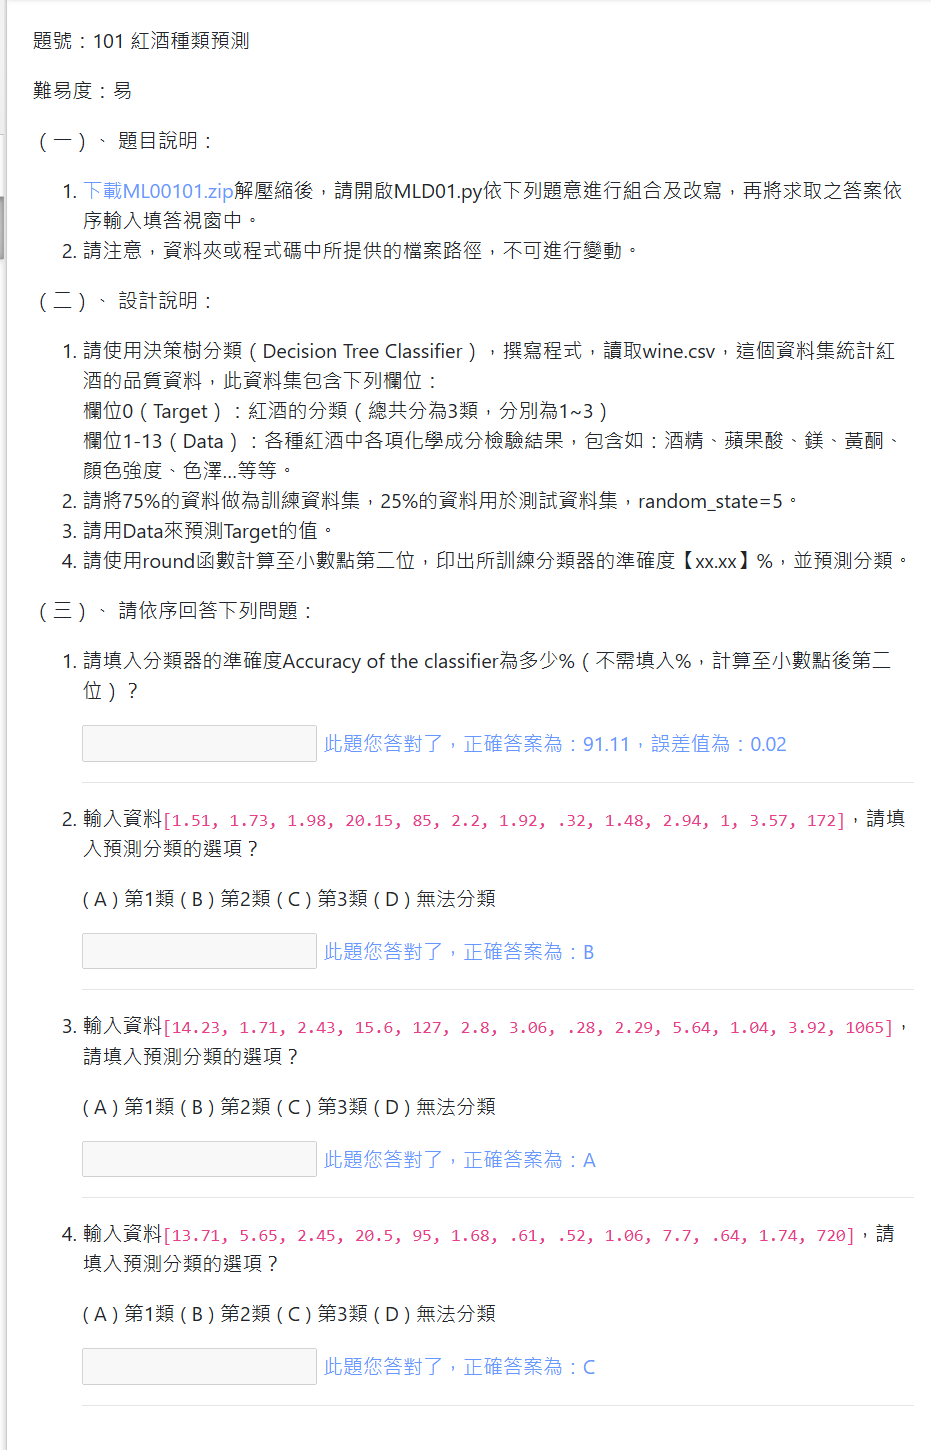 題號：101 紅酒種類預測
難易度：易
（一）、 題目說明：
1. 下載ML00101.zip解壓縮後，請開啟MLD01.py依下列題意進行組合及改寫，再將求取之答案依
序輸入填答視窗中。
2. 請注意，資料夾或程式碼中所提供的檔案路徑，不可進行變動。
（二）、 設計說明：
1. 請使用決策樹分類（Decision Tree Classifier），撰寫程式，讀取wine.csv，這個資料集統計紅
酒的品質資料，此資料集包含下列欄位：
欄位0（Target）：紅酒的分類（總共分為3類，分別為1~3）
欄位1-13（Data）：各種紅酒中各項化學成分檢驗結果，包含如：酒精、蘋果酸、鎂、黃酮、
顏色強度、色澤...等等。
2. 請將75%的資料做為訓練資料集，25%的資料用於測試資料集，random_state=5。
3. 請用Data來預測Target的值。
4. 請使用round函數計算至小數點第二位，印出所訓練分類器的準確度【xx.xx】%，並預測分類。
（三）、 請依序回答下列問題：
1. 請填入分類器的準確度Accuracy of the classifier為多少%（不需填入%，計算至小數點後第二
位）？
此題您答對了，正確答案為：91.11，誤差值為：0.02
2. 輸入資料[1.51, 1.73, 1.98, 20.15, 85, 2.2, 1.92, .32, 1.48, 2.94, 1, 3.57, 172]，請填
入預測分類的選項？
( A ) 第1類 ( B ) 第2類 ( C ) 第3類 ( D ) 無法分類
此題您答對了，正確答案為：B
3. 輸入資料[14.23, 1.71, 2.43, 15.6, 127, 2.8, 3.06, .28, 2.29, 5.64, 1.04, 3.92, 1065]，
請填入預測分類的選項？
( A ) 第1類 ( B ) 第2類 ( C ) 第3類 ( D ) 無法分類
此題您答對了，正確答案為：A
4. 輸入資料[13.71, 5.65, 2.45, 20.5, 95, 1.68, .61, .52, 1.06, 7.7, .64, 1.74, 720]，請
填入預測分類的選項？
( A ) 第1類 ( B ) 第2類 ( C ) 第3類 ( D ) 無法分類
此題您答對了，正確答案為：C